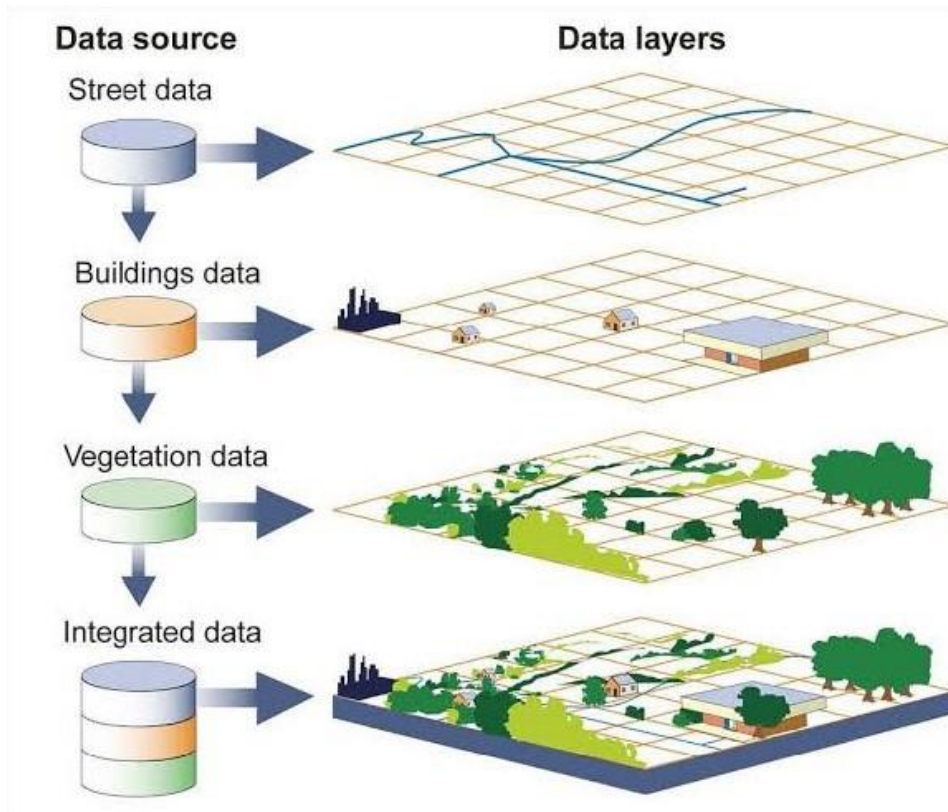 Data source
Data layers
Street data
Buildings data
Vegetation data
Integrated data